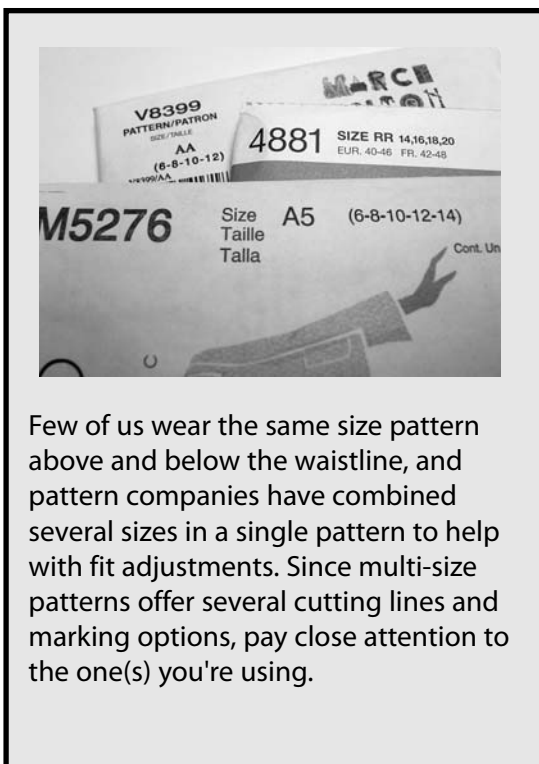 V8399
PATTERN/PATRON
SIZE/TAILLE
AA
(6-8-10-12)
V8399/AA
4881 SIZE RR 14,16,18,20
EUR. 40-46 FR. 42-48
M5276 Size A5 (6-8-10-12-14)
Taille
Talla
Cont. Un
Few of us wear the same size pattern
above and below the waistline, and
pattern companies have combined
several sizes in a single pattern to help
with fit adjustments. Since multi-size
patterns offer several cutting lines and
marking options, pay close attention to
the one(s) you're using.